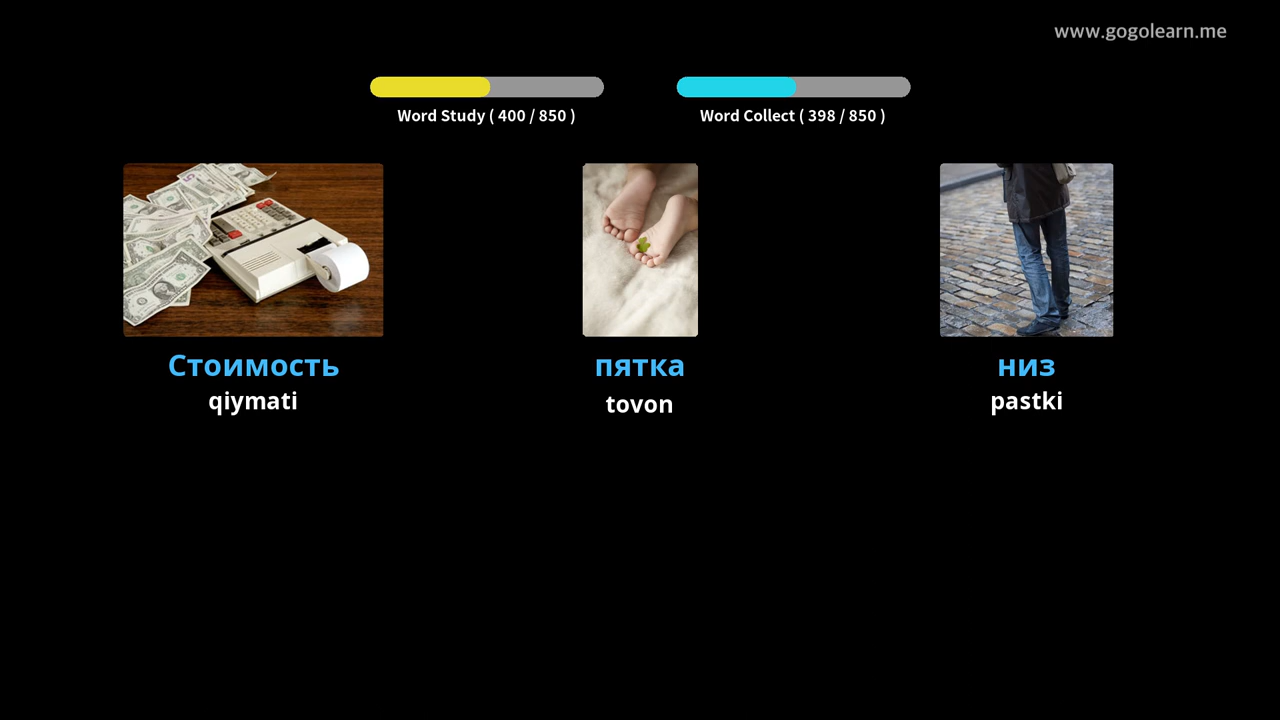 www.gogolearn.me
Word Study ( 400 / 850 )
Word Collect ( 398 / 850 )
Стоимость
qiymati
пятка
tovon
низ
pastki